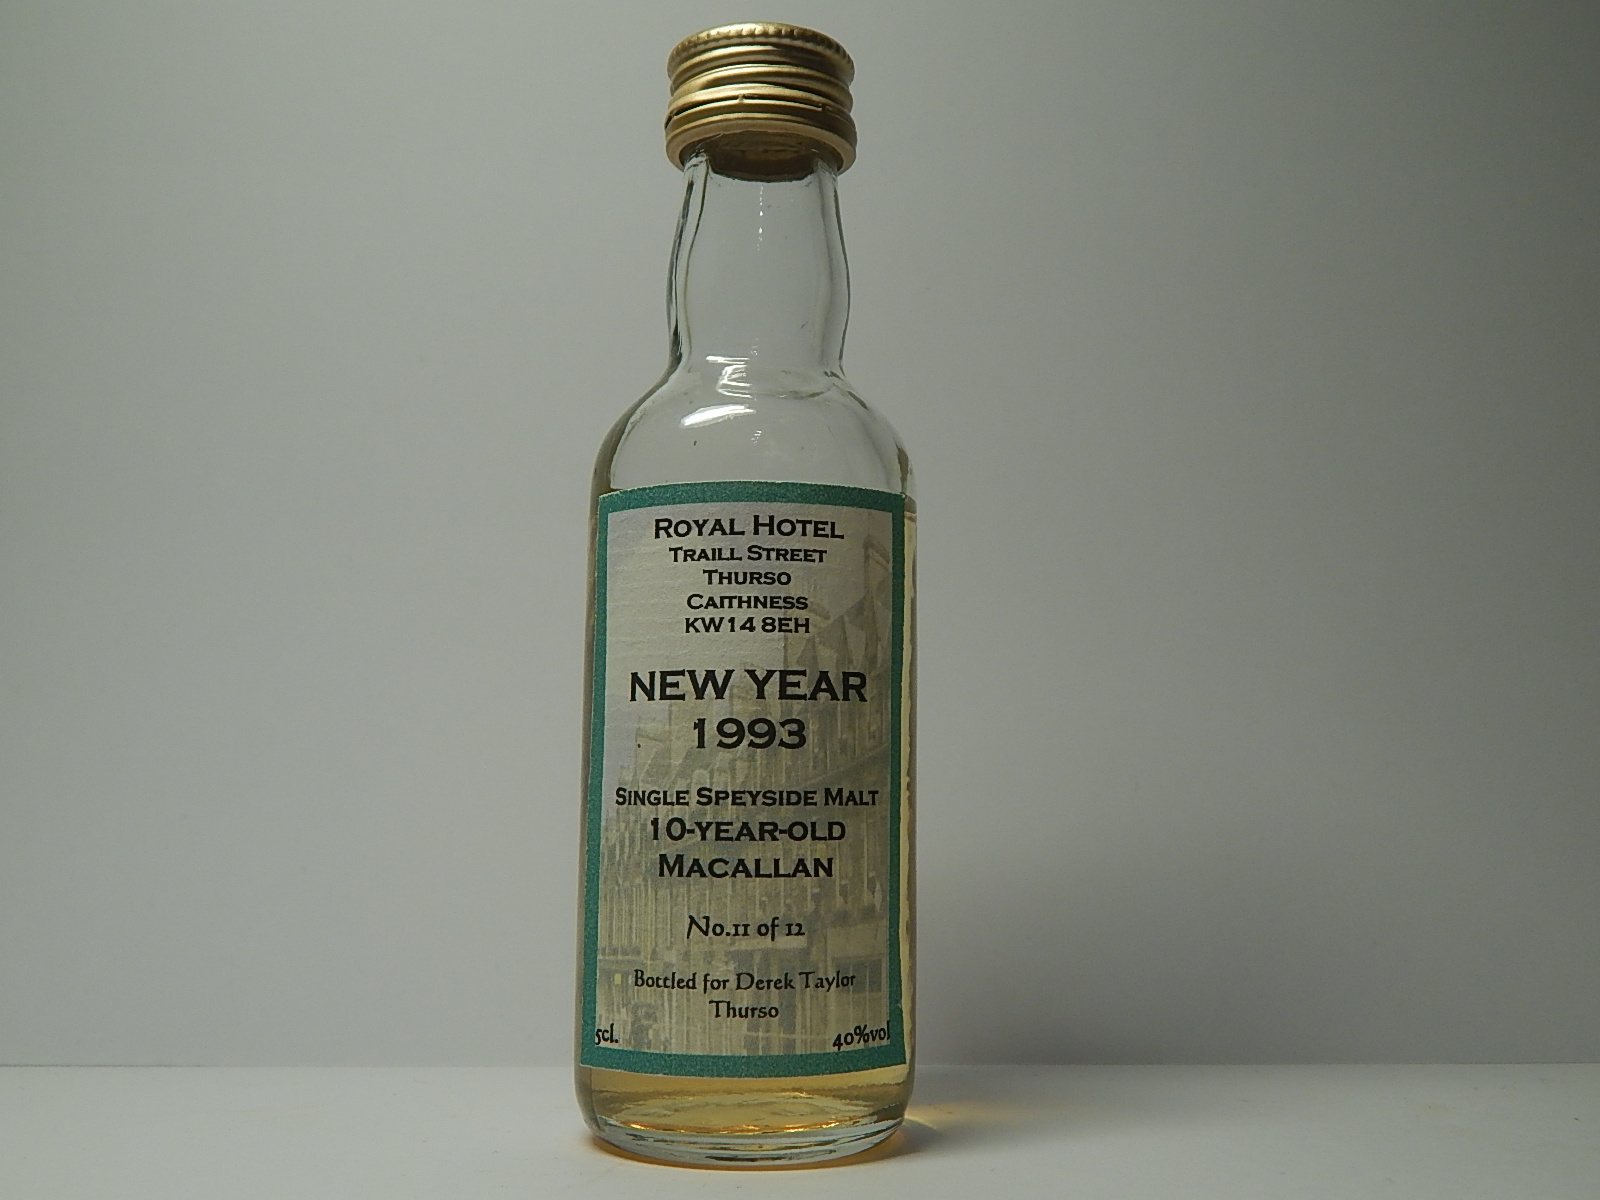 ROYAL HOTEL
TRAILL STREET
THURSO
CAITHNESS
KW14 8EH
NEW YEAR
1993
SINGLE SPEYSIDE MALT
10-YEAR-OLD
MACALLAN
No.11 of 12
Bottled for Derek Taylor
Thurso
5cl. 40%vol